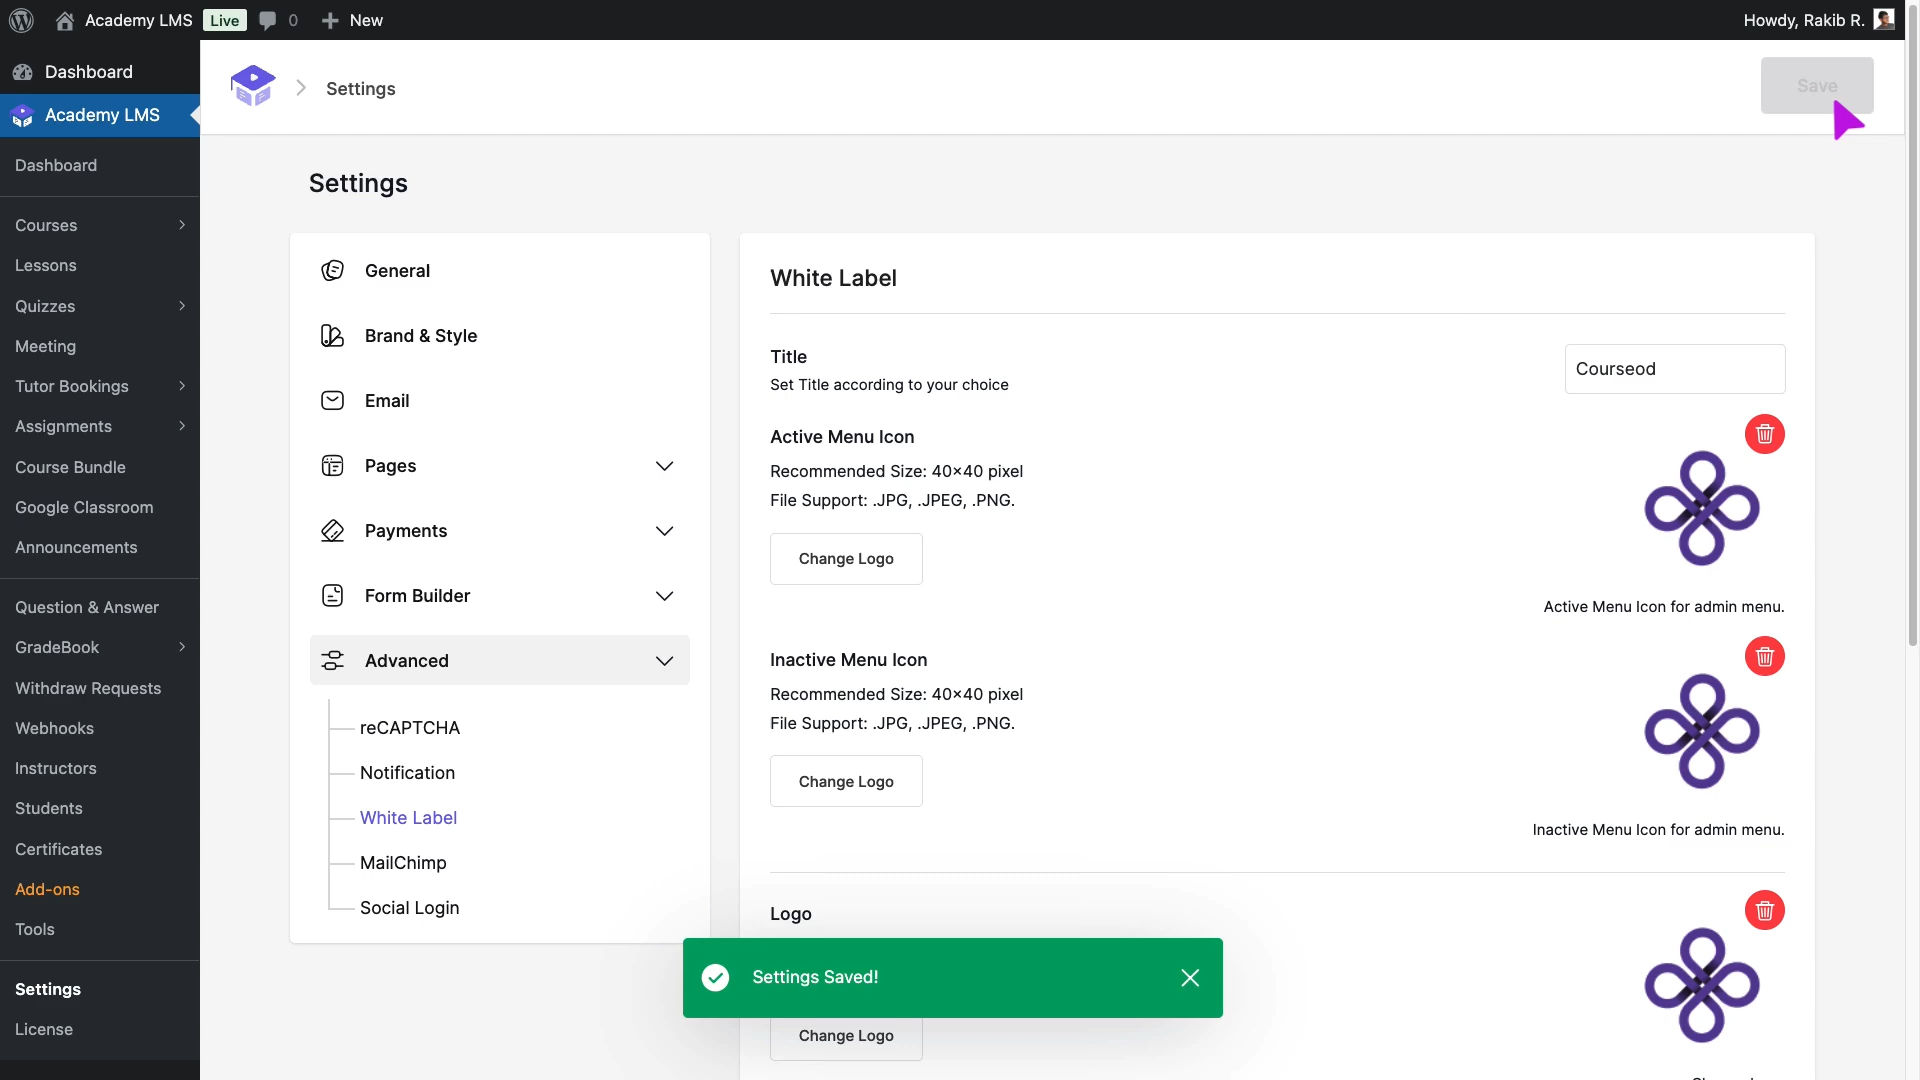 Academy LMS Live 0 New
Howdy, Rakib R.
Dashboard
Academy LMS
Dashboard
Courses
Lessons
Quizzes
Meeting
Tutor Bookings
Assignments
Course Bundle
Google Classroom
Announcements
Question & Answer
GradeBook
Withdraw Requests
Webhooks
Instructors
Students
Certificates
Add-ons
Tools
Settings
License
Settings
Save
Settings
General
Brand & Style
Email
Pages
Payments
Form Builder
Advanced
reCAPTCHA
Notification
White Label
MailChimp
Social Login
White Label
Title
Set Title according to your choice
Courseod
Active Menu Icon
Recommended Size: 40×40 pixel
File Support: .JPG, .JPEG, .PNG.
Change Logo
Active Menu Icon for admin menu.
Inactive Menu Icon
Recommended Size: 40×40 pixel
File Support: .JPG, .JPEG, .PNG.
Change Logo
Inactive Menu Icon for admin menu.
Logo
Settings Saved!
Change Logo